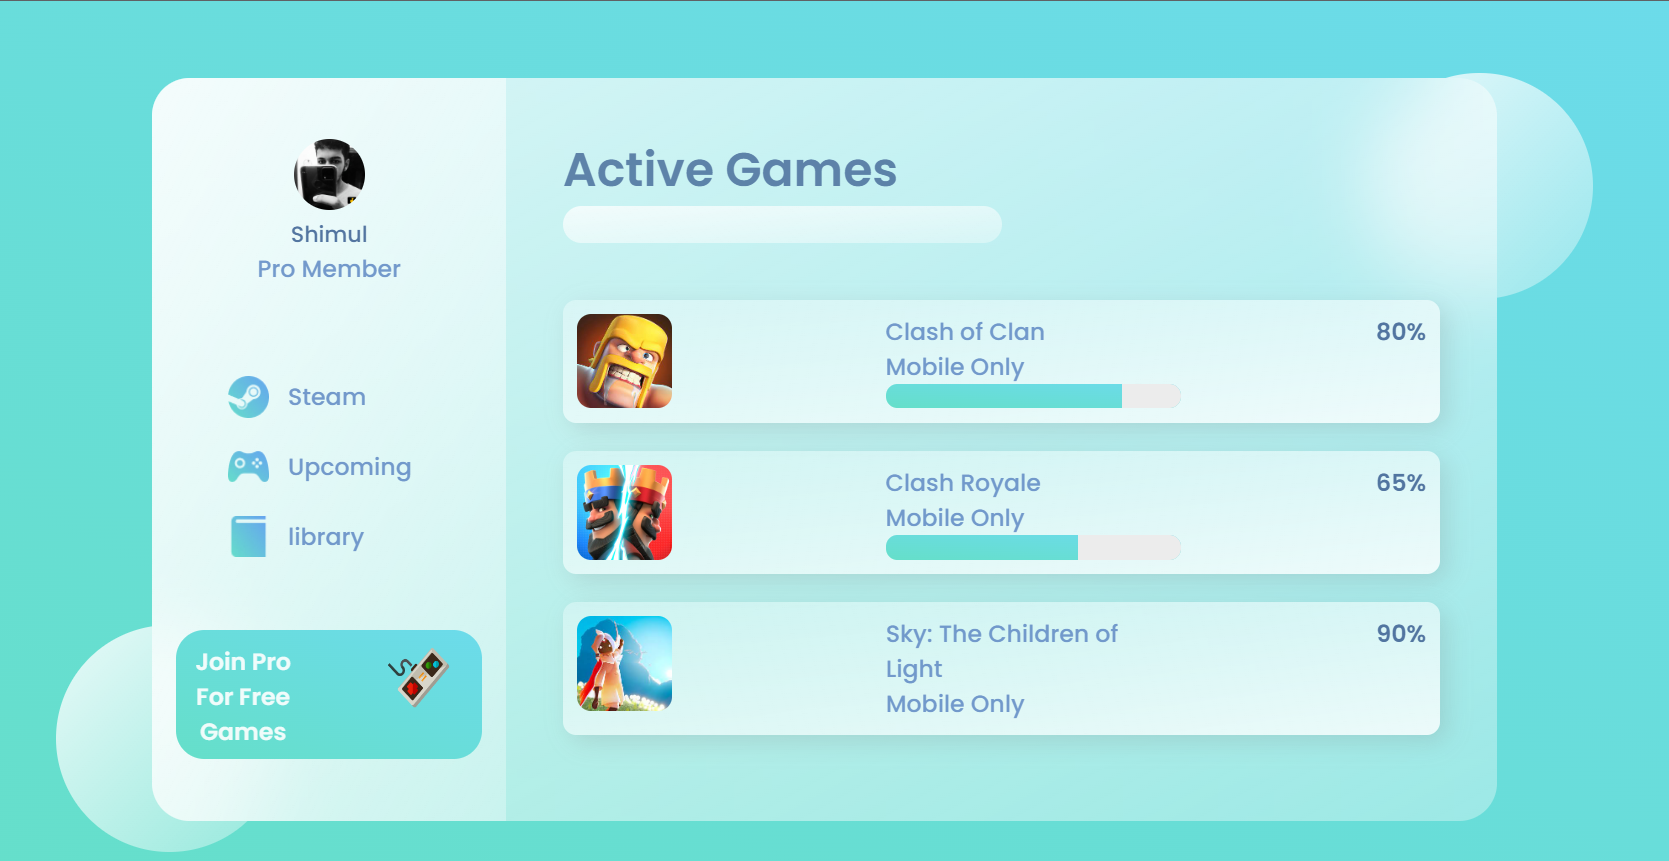 Shimul
Pro Member
Steam
Upcoming
library
Join Pro
For Free
Games
Active Games
Clash of Clan
80%
Mobile Only
Clash Royale
65%
Mobile Only
Sky: The Children of
90%
Light
Mobile Only